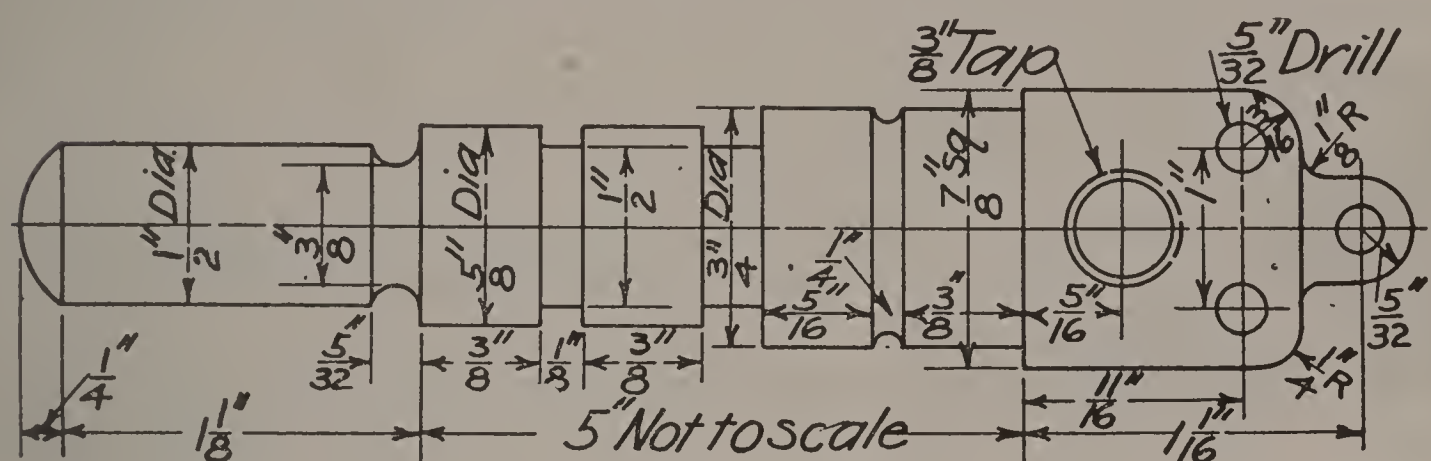 3/8" Tap
5/32" Drill
3/16
1/8" R
1/2" Dia.
3/8"
5/8" Dia
1/2"
3/4" Dia
1/4"
5/16"
3/8"
7/8" Sq
5/16"
1"
5/32"
1/4" R
5/32"
3/8"
1/8"
3/8"
11/16"
1 1/16"
1/4"
1 1/8"
5" Not to scale